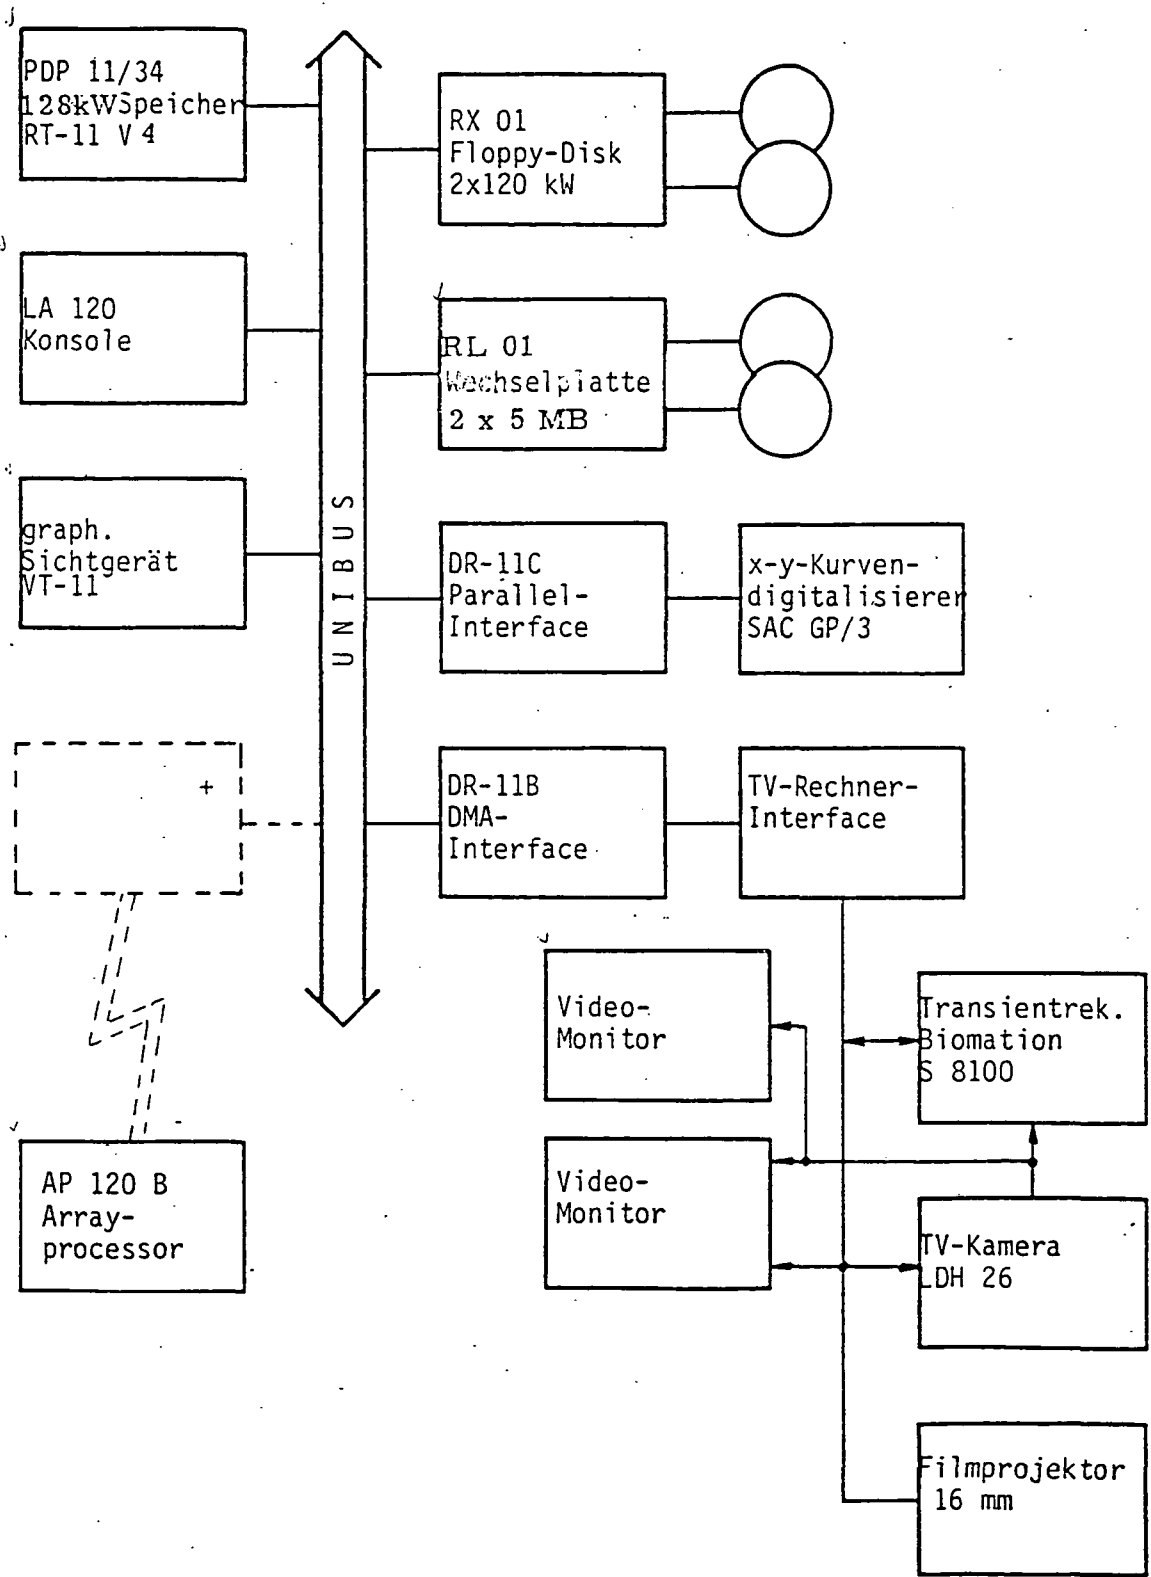 PDP 11/34
128kWSpeicher
RT-11 V 4
RX 01
Floppy-Disk
2x120 kW
LA 120
Konsole
RL 01
Wechselplatte
2 x 5 MB
graph.
Sichtgerät
VT-11
UNIBUS
DR-11C
Parallel-
Interface
x-y-Kurven-
digitalisierer
SAC GP/3
+
DR-11B
DMA-
Interface
TV-Rechner-
Interface
Video-
Monitor
Transientrek.
Biomation
S 8100
AP 120 B
Array-
processor
Video-
Monitor
TV-Kamera
LDH 26
Filmprojektor
16 mm